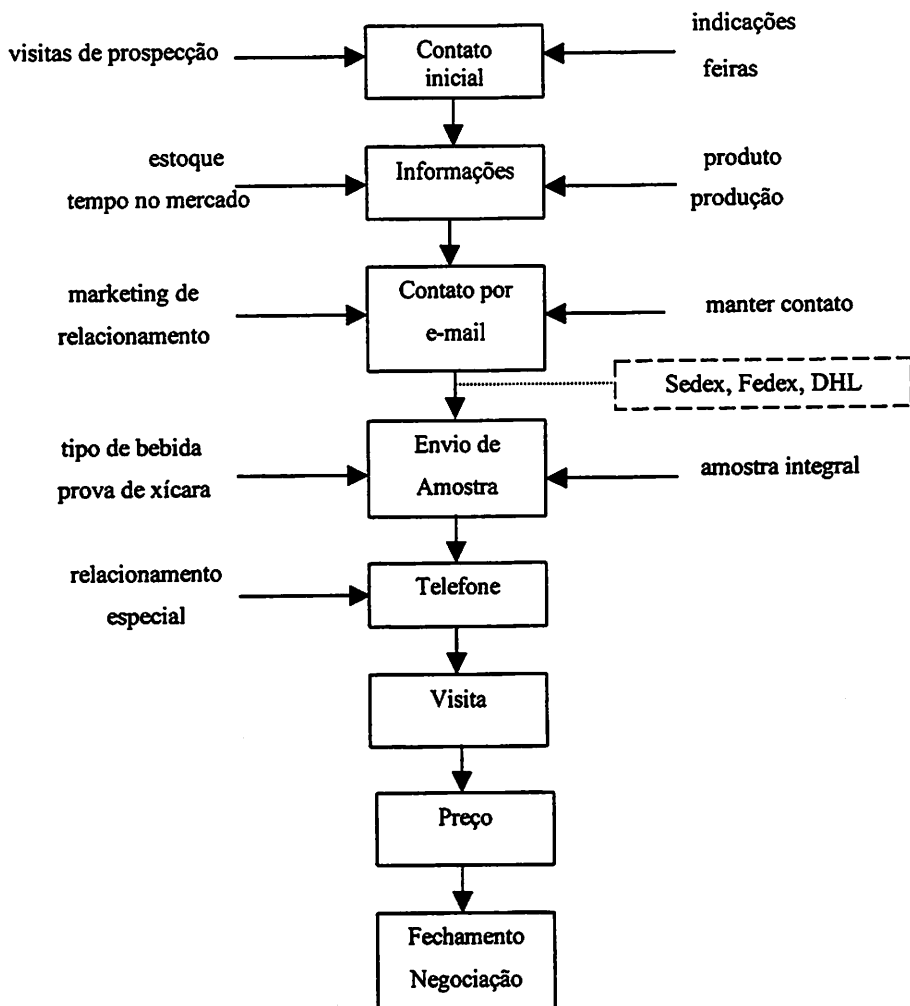 visitas de prospecção
Contato
inicial
indicações
feiras
estoque
tempo no mercado
Informações
produto
produção
marketing de
relacionamento
Contato por
e-mail
manter contato
Sedex, Fedex, DHL
tipo de bebida
prova de xícara
Envio de
Amostra
amostra integral
relacionamento
especial
Telefone
Visita
Preço
Fechamento
Negociação